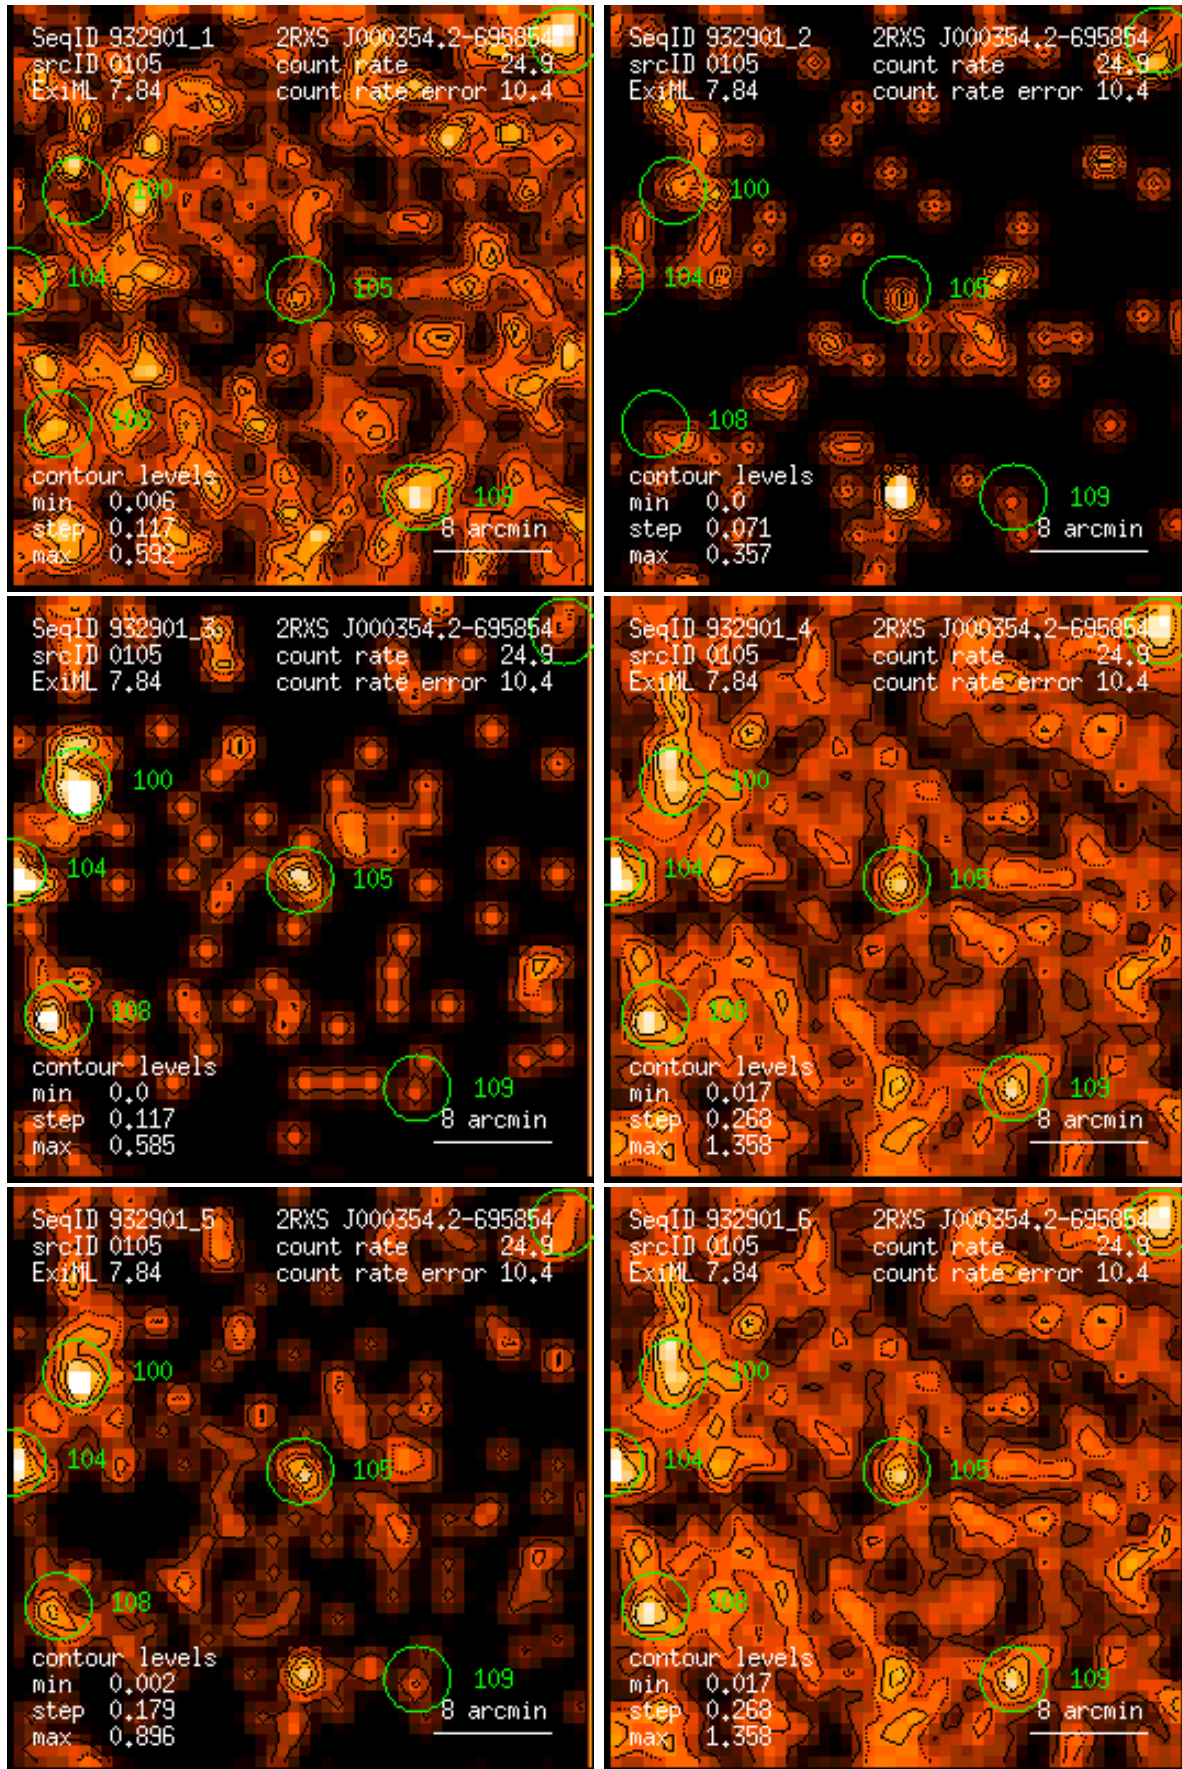 SeqID 932901_1 2RXS J000354.2-695854
srcID 0105 count rate 24.9
ExiML 7.84 count rate error 10.4
100
104
105
108
109
contour levels
min 0.006
step 0.117
max 0.592
8 arcmin
SeqID 932901_2 2RXS J000354.2-695854
srcID 0105 count rate 24.9
ExiML 7.84 count rate error 10.4
100
104
105
108
109
contour levels
min 0.0
step 0.071
max 0.357
8 arcmin
SeqID 932901_3 2RXS J000354.2-695854
srcID 0105 count rate 24.9
ExiML 7.84 count rate error 10.4
100
104
105
108
109
contour levels
min 0.0
step 0.117
max 0.585
8 arcmin
SeqID 932901_4 2RXS J000354.2-695854
srcID 0105 count rate 24.9
ExiML 7.84 count rate error 10.4
100
104
105
108
109
contour levels
min 0.017
step 0.268
max 1.358
8 arcmin
SeqID 932901_5 2RXS J000354.2-695854
srcID 0105 count rate 24.9
ExiML 7.84 count rate error 10.4
100
104
105
108
109
contour levels
min 0.002
step 0.179
max 0.896
8 arcmin
SeqID 932901_6 2RXS J000354.2-695854
srcID 0105 count rate 24.9
ExiML 7.84 count rate error 10.4
100
104
105
108
109
contour levels
min 0.017
step 0.268
max 1.358
8 arcmin